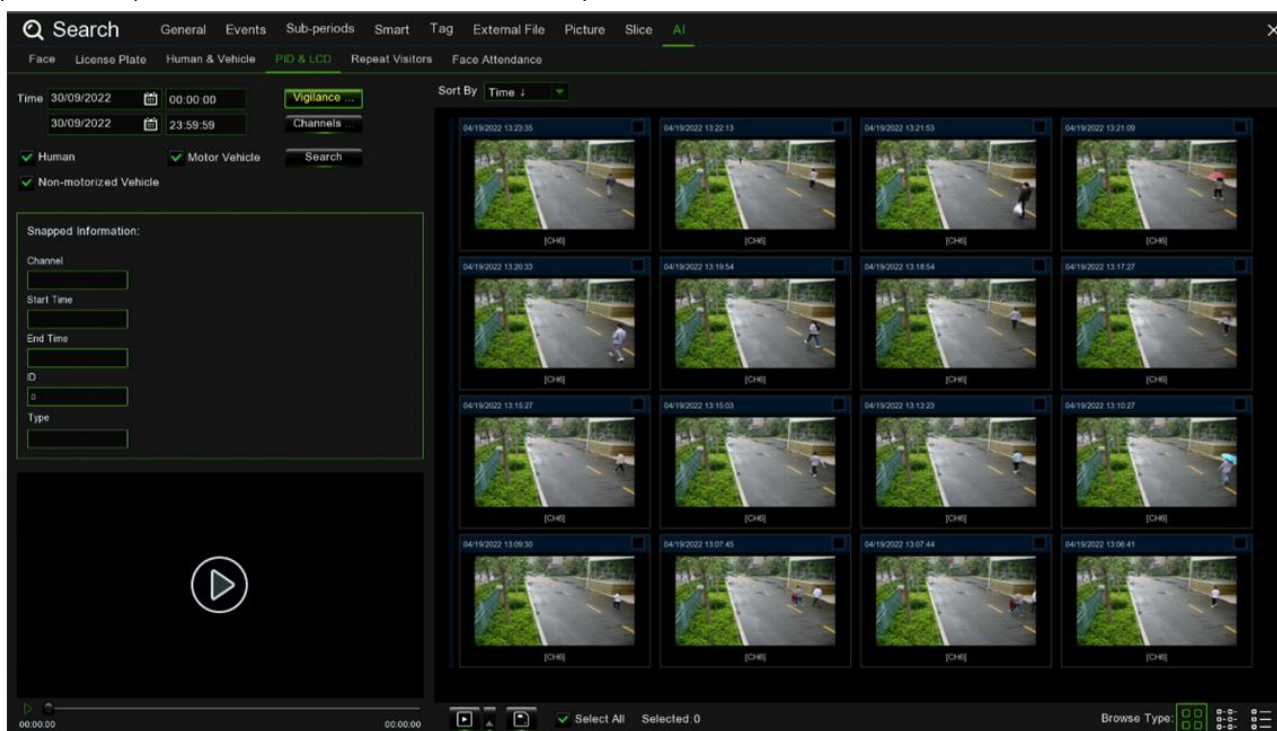 Search General Events Sub-periods Smart Tag External File Picture Slice AI
Face License Plate Human & Vehicle PID & LCD Repeat Visitors Face Attendance
Time 30/09/2022 00:00:00 Vigilance ...
30/09/2022 23:59:59 Channels ...
Human Motor Vehicle Search
Non-motorized Vehicle
Snapped Information:
Channel
Start Time
End Time
ID
0
Type
00:00:00 00:00:00
Sort By Time ↓
04/19/2022 13:23:35 04/19/2022 13:22:13 04/19/2022 13:21:53 04/19/2022 13:21:09
[CH6] [CH6] [CH6] [CH6]
04/19/2022 13:20:33 04/19/2022 13:19:54 04/19/2022 13:18:54 04/19/2022 13:17:27
[CH6] [CH6] [CH6] [CH6]
04/19/2022 13:15:27 04/19/2022 13:15:03 04/19/2022 13:13:23 04/19/2022 13:10:27
[CH6] [CH6] [CH6] [CH6]
04/19/2022 13:09:30 04/19/2022 13:07:45 04/19/2022 13:07:44 04/19/2022 13:06:41
[CH6] [CH6] [CH6] [CH6]
Select All Selected: 0 Browse Type: